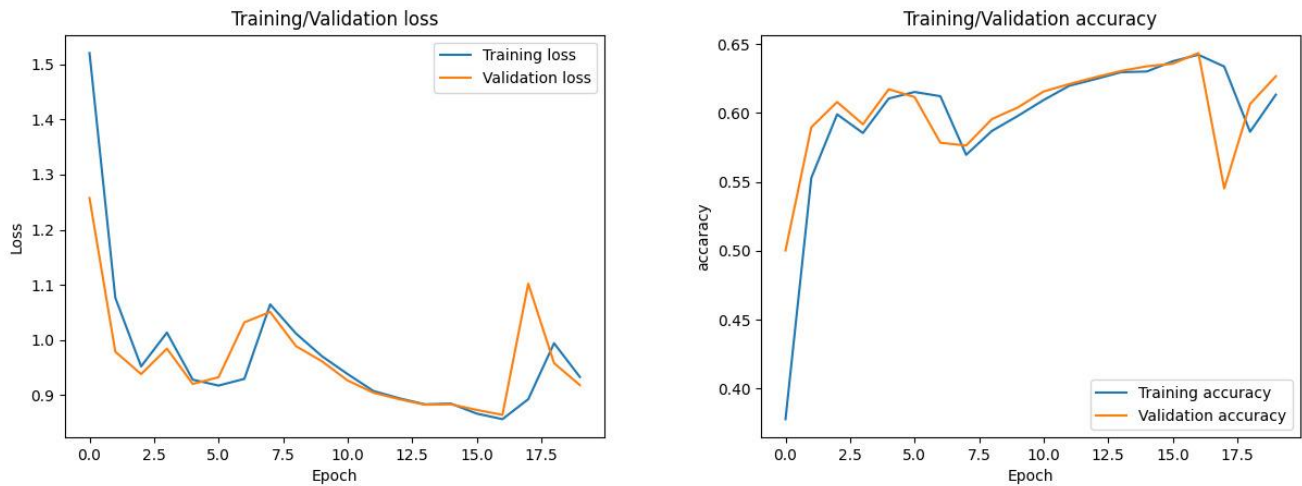 Training/Validation loss
Training loss
Validation loss
1.5
1.4
1.3
1.2
1.1
1.0
0.9
Loss
0.0 2.5 5.0 7.5 10.0 12.5 15.0 17.5
Epoch
Training/Validation accuracy
0.65
0.60
0.55
0.50
0.45
0.40
accaracy
Training accuracy
Validation accuracy
0.0 2.5 5.0 7.5 10.0 12.5 15.0 17.5
Epoch